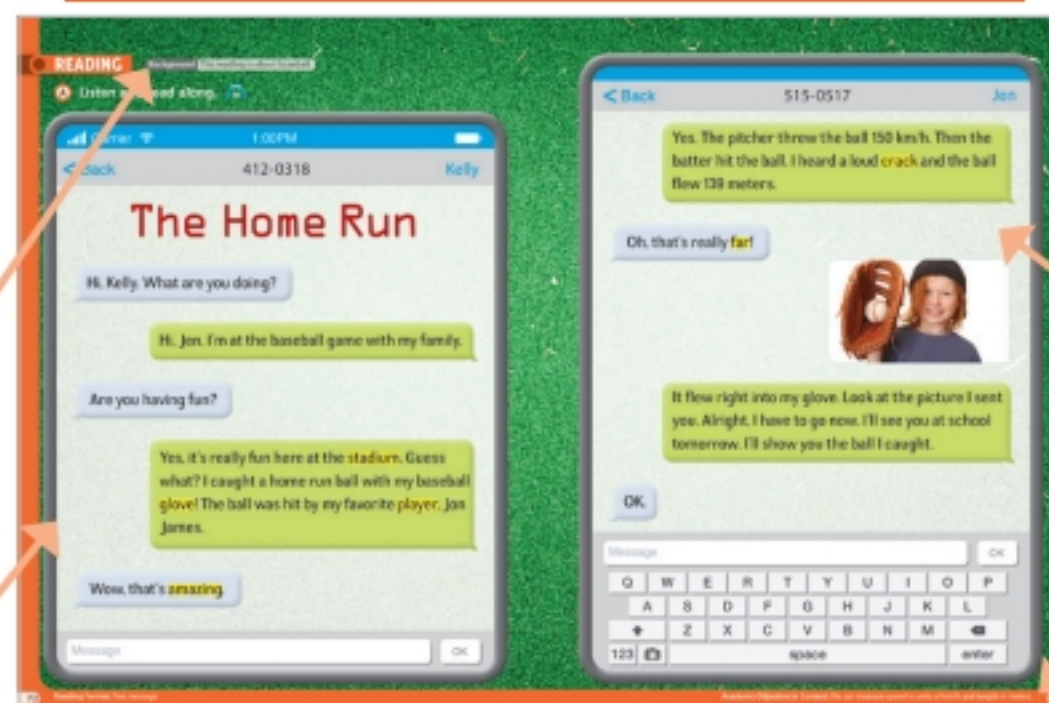 READING
Background
A Listen and read along.
Carrier 1:00PM
< Back 412-0318 Kelly
The Home Run
Hi, Kelly. What are you doing?
Hi, Jen. I'm at the baseball game with my family.
Are you having fun?
Yes, it's really fun here at the stadium. Guess
what? I caught a home run ball with my baseball
glove! The ball was hit by my favorite player, Jon
James.
Wow, that's amazing.
Message OK
Reading Format: Text message
< Back 515-0517 Jen
Yes. The pitcher threw the ball 150 km/h. Then the
batter hit the ball. I heard a loud crack and the ball
flew 139 meters.
Oh, that's really far!
It flew right into my glove. Look at the picture I sent
you. Alright, I have to go now. I'll see you at school
tomorrow. I'll show you the ball I caught.
OK.
Message OK
Q W E R T Y U I O P
A S D F G H J K L
Z X C V B N M
123 space enter